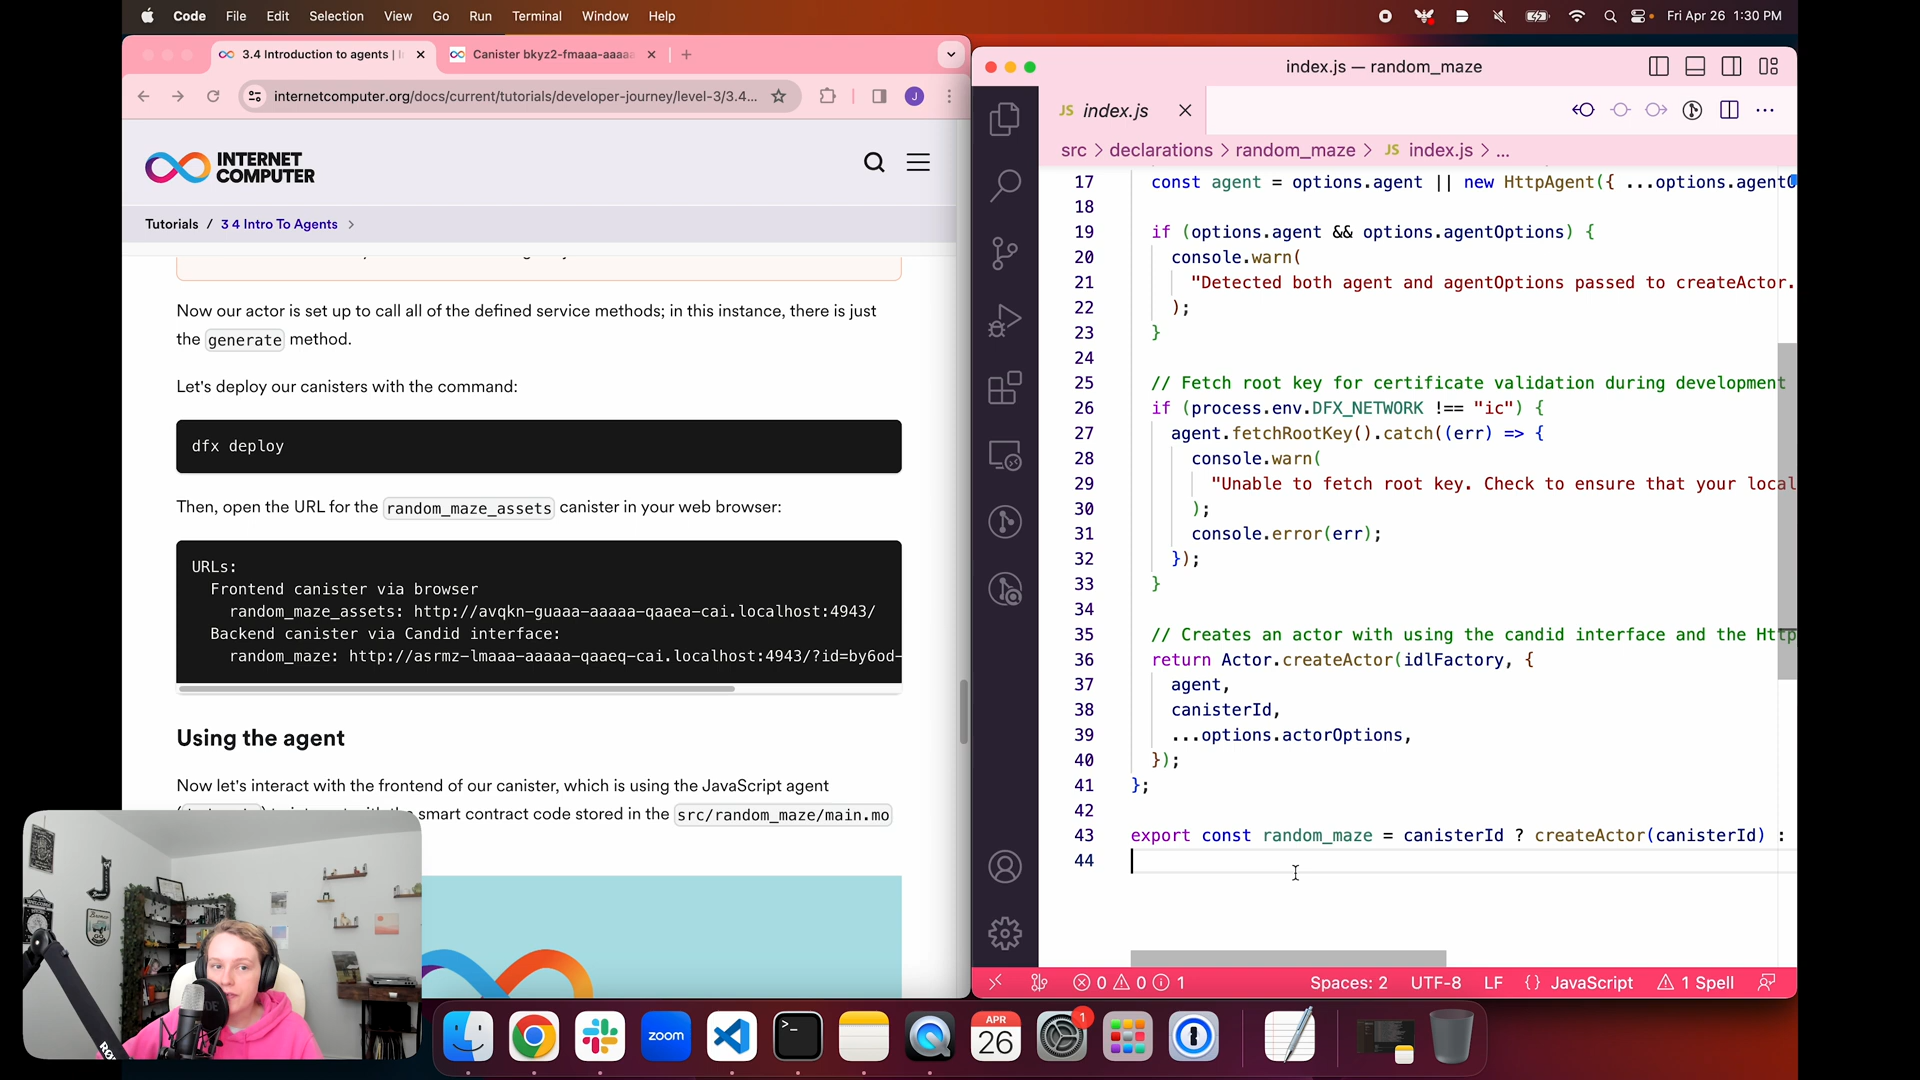 Code File Edit Selection View Go Run Terminal Window Help Fri Apr 26 1:30 PM
3.4 Introduction to agents |
Canister bkyz2-fmaaa-aaaaa
internetcomputer.org/docs/current/tutorials/developer-journey/level-3/3.4...
J
INTERNET
COMPUTER
Tutorials / 3 4 Intro To Agents >
Now our actor is set up to call all of the defined service methods; in this instance, there is just
the generate method.
Let's deploy our canisters with the command:
dfx deploy
Then, open the URL for the random_maze_assets canister in your web browser:
URLs:
Frontend canister via browser
random_maze_assets: http://avqkn-guaaa-aaaaa-qaaea-cai.localhost:4943/
Backend canister via Candid interface:
random_maze: http://asrmz-lmaaa-aaaaa-qaaeq-cai.localhost:4943/?id=by6od-
Using the agent
Now let's interact with the frontend of our canister, which is using the JavaScript agent
smart contract code stored in the src/random_maze/main.mo
index.js — random_maze
JS index.js
src > declarations > random_maze > JS index.js > ...
17 const agent = options.agent || new HttpAgent({ ...options.agentO
18
19 if (options.agent && options.agentOptions) {
20 console.warn(
21 "Detected both agent and agentOptions passed to createActor.
22 );
23 }
24
25 // Fetch root key for certificate validation during development
26 if (process.env.DFX_NETWORK !== "ic") {
27 agent.fetchRootKey().catch((err) => {
28 console.warn(
29 "Unable to fetch root key. Check to ensure that your local
30 );
31 console.error(err);
32 });
33 }
34
35 // Creates an actor with using the candid interface and the Http
36 return Actor.createActor(idlFactory, {
37 agent,
38 canisterId,
39 ...options.actorOptions,
40 });
41 };
42
43 export const random_maze = canisterId ? createActor(canisterId) :
44
0 0 1 Spaces: 2 UTF-8 LF {} JavaScript 1 Spell
zoom
APR
26
1
RØDE